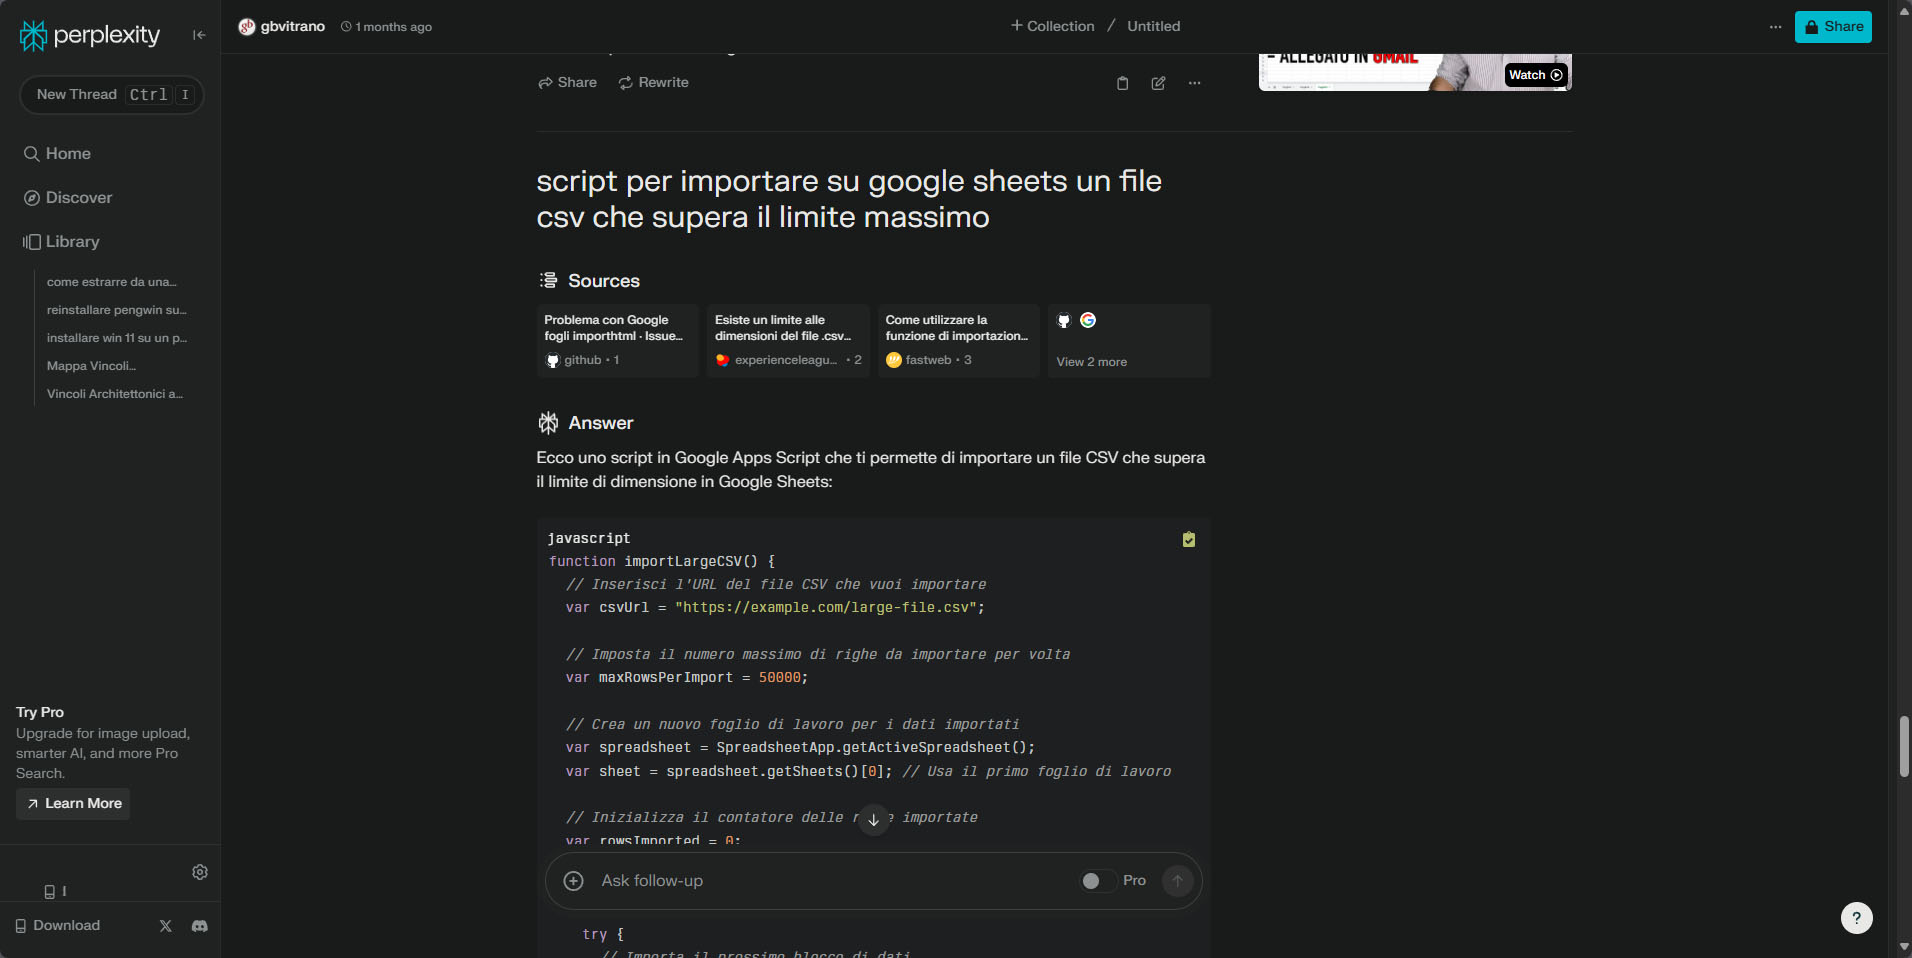 perplexity
gbvitrano
1 months ago
+ Collection / Untitled
Share
New Thread Ctrl I
Home
Discover
Library
come estrarre da una…
reinstallare pengwin su…
installare win 11 su un p…
Mappa Vincoli…
Vincoli Architettonici a…
Try Pro
Upgrade for image upload,
smarter AI, and more Pro
Search.
Learn More
Download
Share Rewrite
- ALLEGATO IN GMAIL
Watch
script per importare su google sheets un file
csv che supera il limite massimo
Sources
Problema con Google
fogli importhtml · Issue…
github · 1
Esiste un limite alle
dimensioni del file .csv…
experienceleagu… · 2
Come utilizzare la
funzione di importazion…
fastweb · 3
View 2 more
Answer
Ecco uno script in Google Apps Script che ti permette di importare un file CSV che supera
il limite di dimensione in Google Sheets:
javascript
function importLargeCSV() {
// Inserisci l'URL del file CSV che vuoi importare
var csvUrl = "https://example.com/large-file.csv";
// Imposta il numero massimo di righe da importare per volta
var maxRowsPerImport = 50000;
// Crea un nuovo foglio di lavoro per i dati importati
var spreadsheet = SpreadsheetApp.getActiveSpreadsheet();
var sheet = spreadsheet.getSheets()[0]; // Usa il primo foglio di lavoro
// Inizializza il contatore delle importate
var rowsImported = 0;
Ask follow-up
Pro
try {
// Importa il prossimo blocco di dati
?